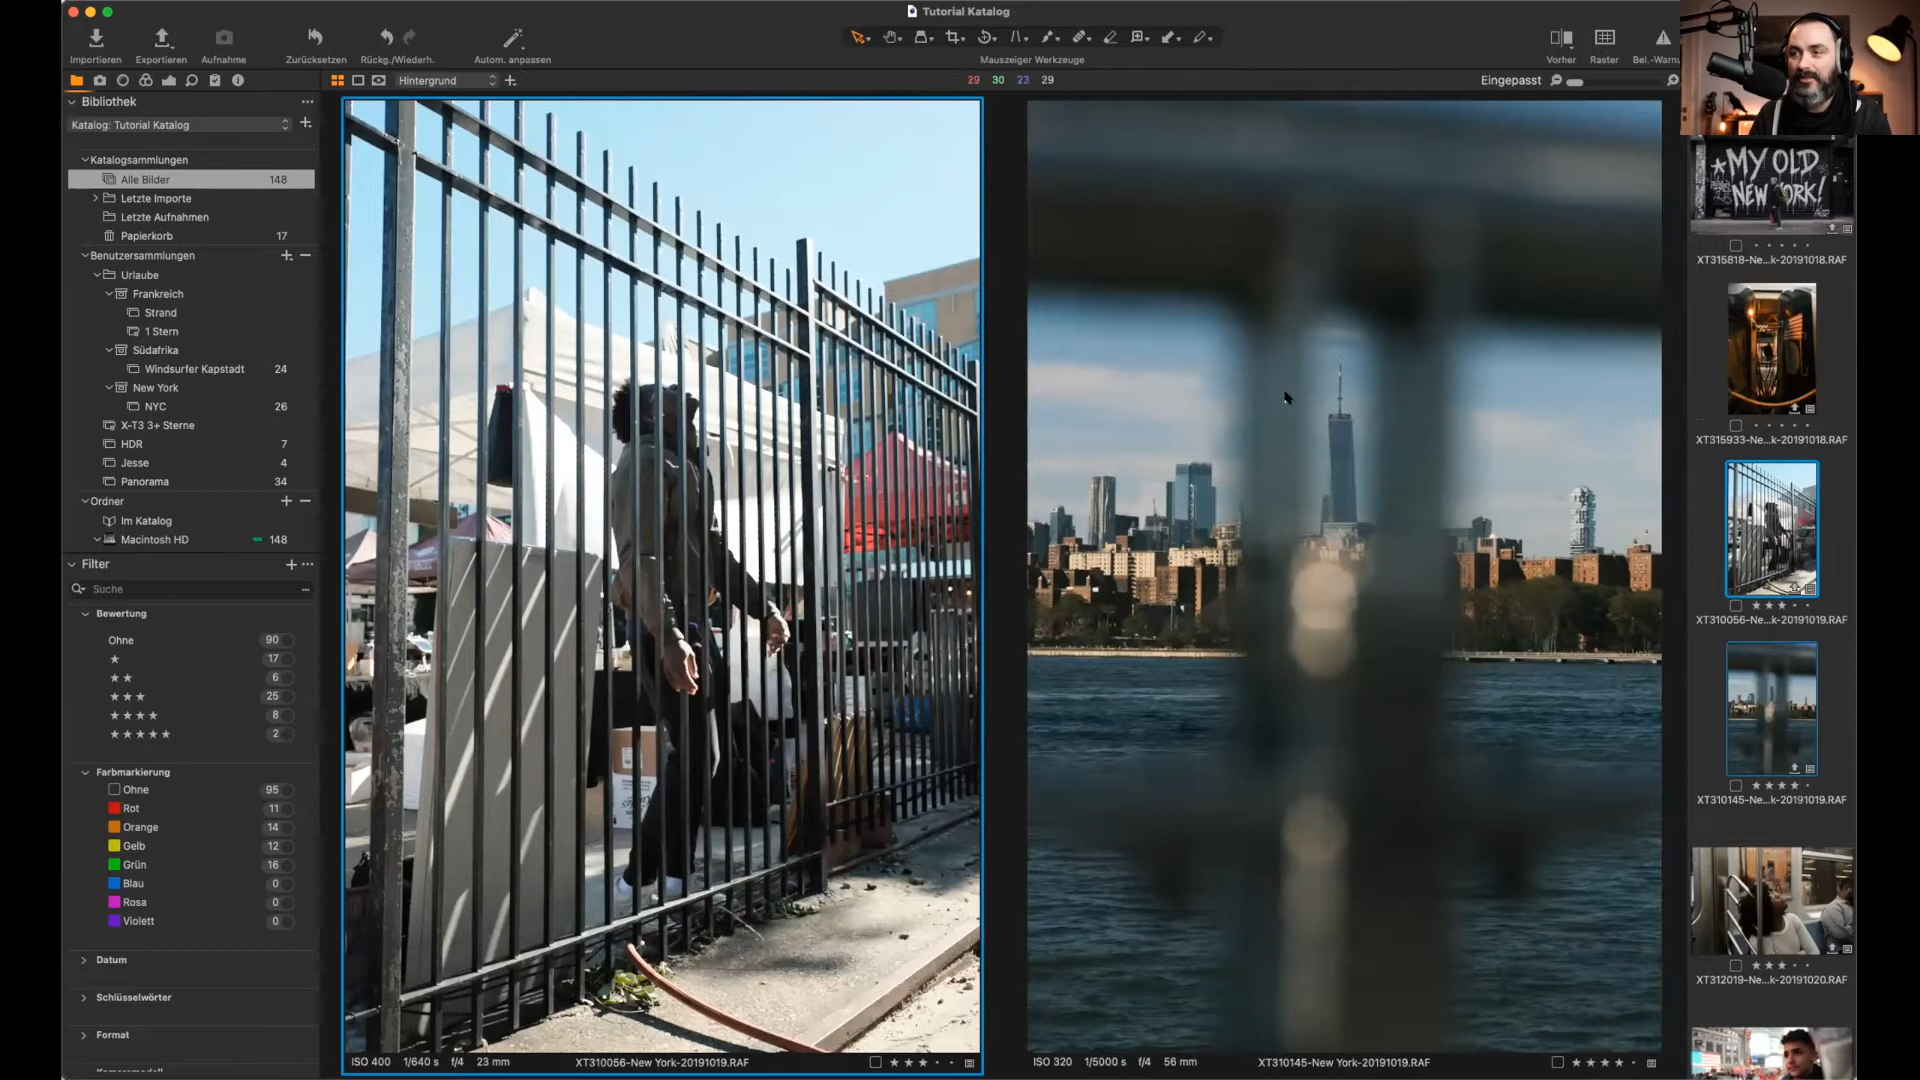 Tutorial Katalog
Importieren
Exportieren
Aufnahme
Zurücksetzen
Rückg./Wiederh.
Autom. anpassen
Mauszeiger Werkzeuge
Vorher
Raster
Bel.-Warnu
Hintergrund
29 30 23 29
Eingepasst
Bibliothek
Katalog: Tutorial Katalog
Katalogsammlungen
Alle Bilder 148
Letzte Importe
Letzte Aufnahmen
Papierkorb 17
Benutzersammlungen
Urlaube
Frankreich
Strand
1 Stern
Südafrika
Windsurfer Kapstadt 24
New York
NYC 26
X-T3 3+ Sterne
HDR 7
Jesse 4
Panorama 34
Ordner
Im Katalog
Macintosh HD 148
Filter
Suche
Bewertung
Ohne 90
★ 17
★★ 6
★★★ 25
★★★★ 8
★★★★★ 2
Farbmarkierung
Ohne 95
Rot 11
Orange 14
Gelb 12
Grün 16
Blau 0
Rosa 0
Violett 0
Datum
Schlüsselwörter
Format
ISO 400 1/640 s f/4 23 mm XT310056-New York-20191019.RAF
ISO 320 1/5000 s f/4 56 mm XT310145-New York-20191019.RAF
MY OLD
NEW YORK!
XT315818-Ne...k-20191018.RAF
XT315933-Ne...k-20191018.RAF
XT310056-Ne...k-20191019.RAF
XT310145-Ne...k-20191019.RAF
XT312019-Ne...k-20191020.RAF